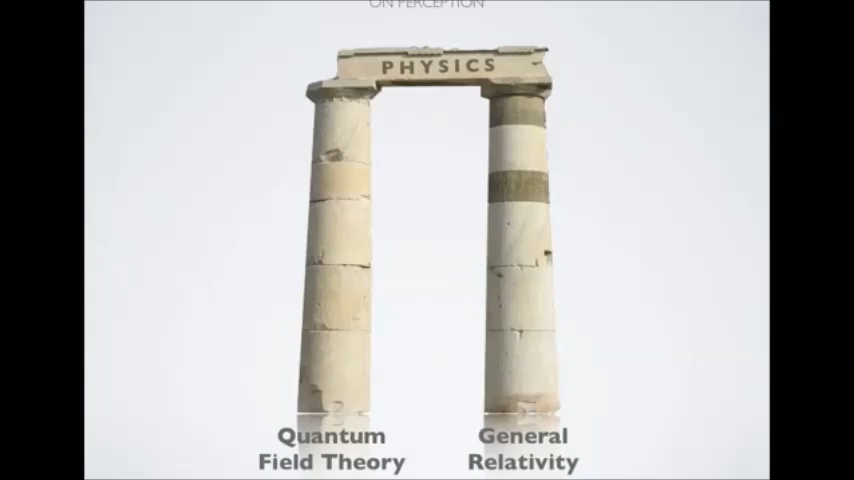 ON PERCEPTION
PHYSICS
Quantum
Field Theory
General
Relativity